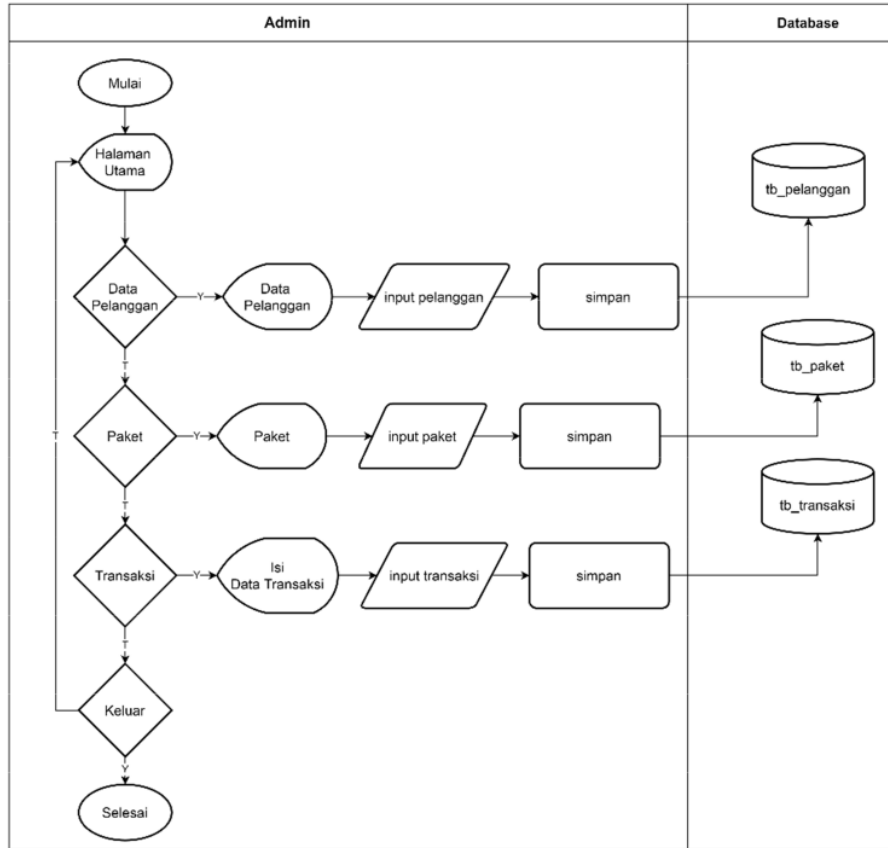 Admin
Database
Mulai
Halaman
Utama
tb_pelanggan
Data
Pelanggan
Y
Data
Pelanggan
input pelanggan
simpan
T
tb_paket
T
Paket
Y
Paket
input paket
simpan
T
tb_transaksi
Transaksi
Y
Isi
Data Transaksi
input transaksi
simpan
T
Keluar
Y
Selesai